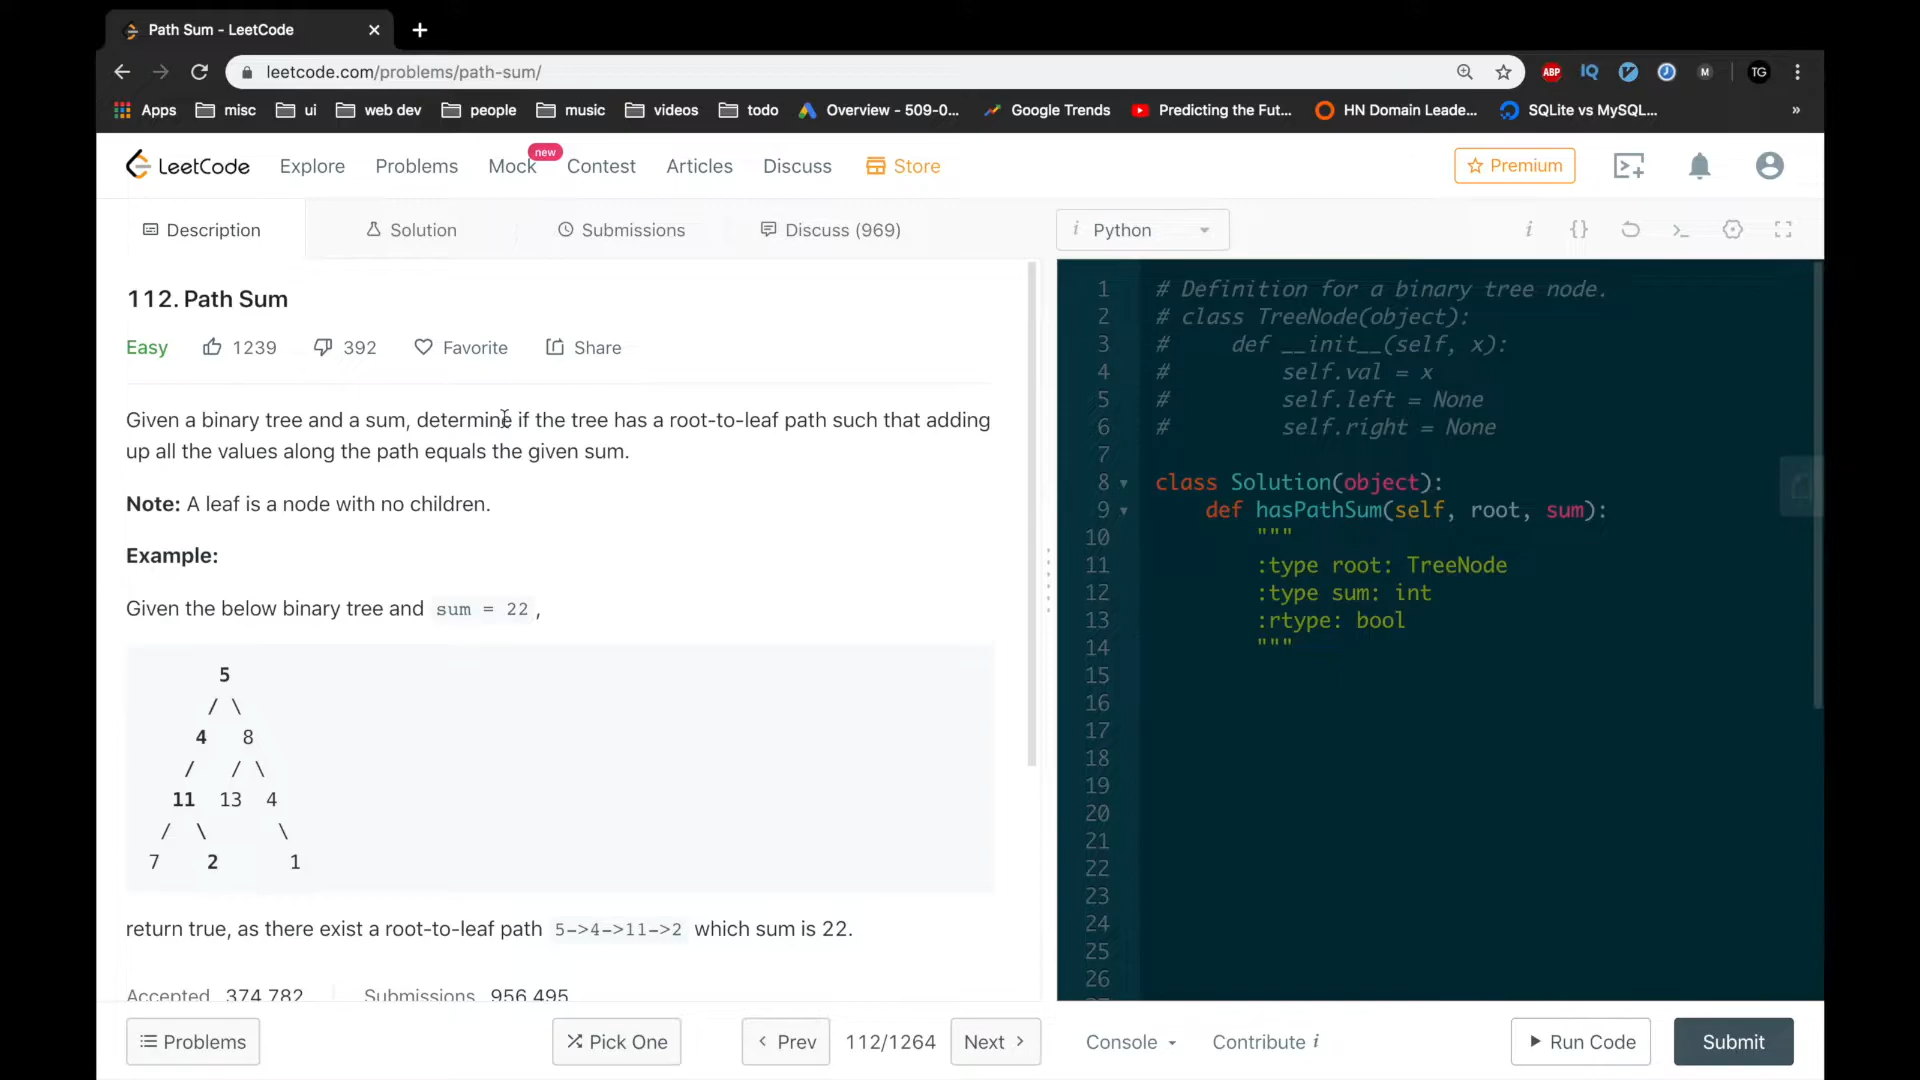 Path Sum - LeetCode
leetcode.com/problems/path-sum/
ABP IQ M TG
Apps misc ui web dev people music videos todo Overview - 509-0... Google Trends Predicting the Fut... HN Domain Leade... SQLite vs MySQL... »
LeetCode Explore Problems Mock new Contest Articles Discuss Store Premium
Description Solution Submissions Discuss (969) i Python i {}
112. Path Sum
Easy 1239 392 Favorite Share
Given a binary tree and a sum, determine if the tree has a root-to-leaf path such that adding
up all the values along the path equals the given sum.
Note: A leaf is a node with no children.
Example:
Given the below binary tree and sum = 22 ,
5
/ \
4 8
/ / \
11 13 4
/ \ \
7 2 1
return true, as there exist a root-to-leaf path 5->4->11->2 which sum is 22.
Accepted 374,782 Submissions 956,495
1 # Definition for a binary tree node.
2 # class TreeNode(object):
3 # def __init__(self, x):
4 # self.val = x
5 # self.left = None
6 # self.right = None
7
8 class Solution(object):
9 def hasPathSum(self, root, sum):
10 """
11 :type root: TreeNode
12 :type sum: int
13 :rtype: bool
14 """
15
16
17
18
19
20
21
22
23
24
25
26
Problems Pick One < Prev 112/1264 Next > Console Contribute i Run Code Submit